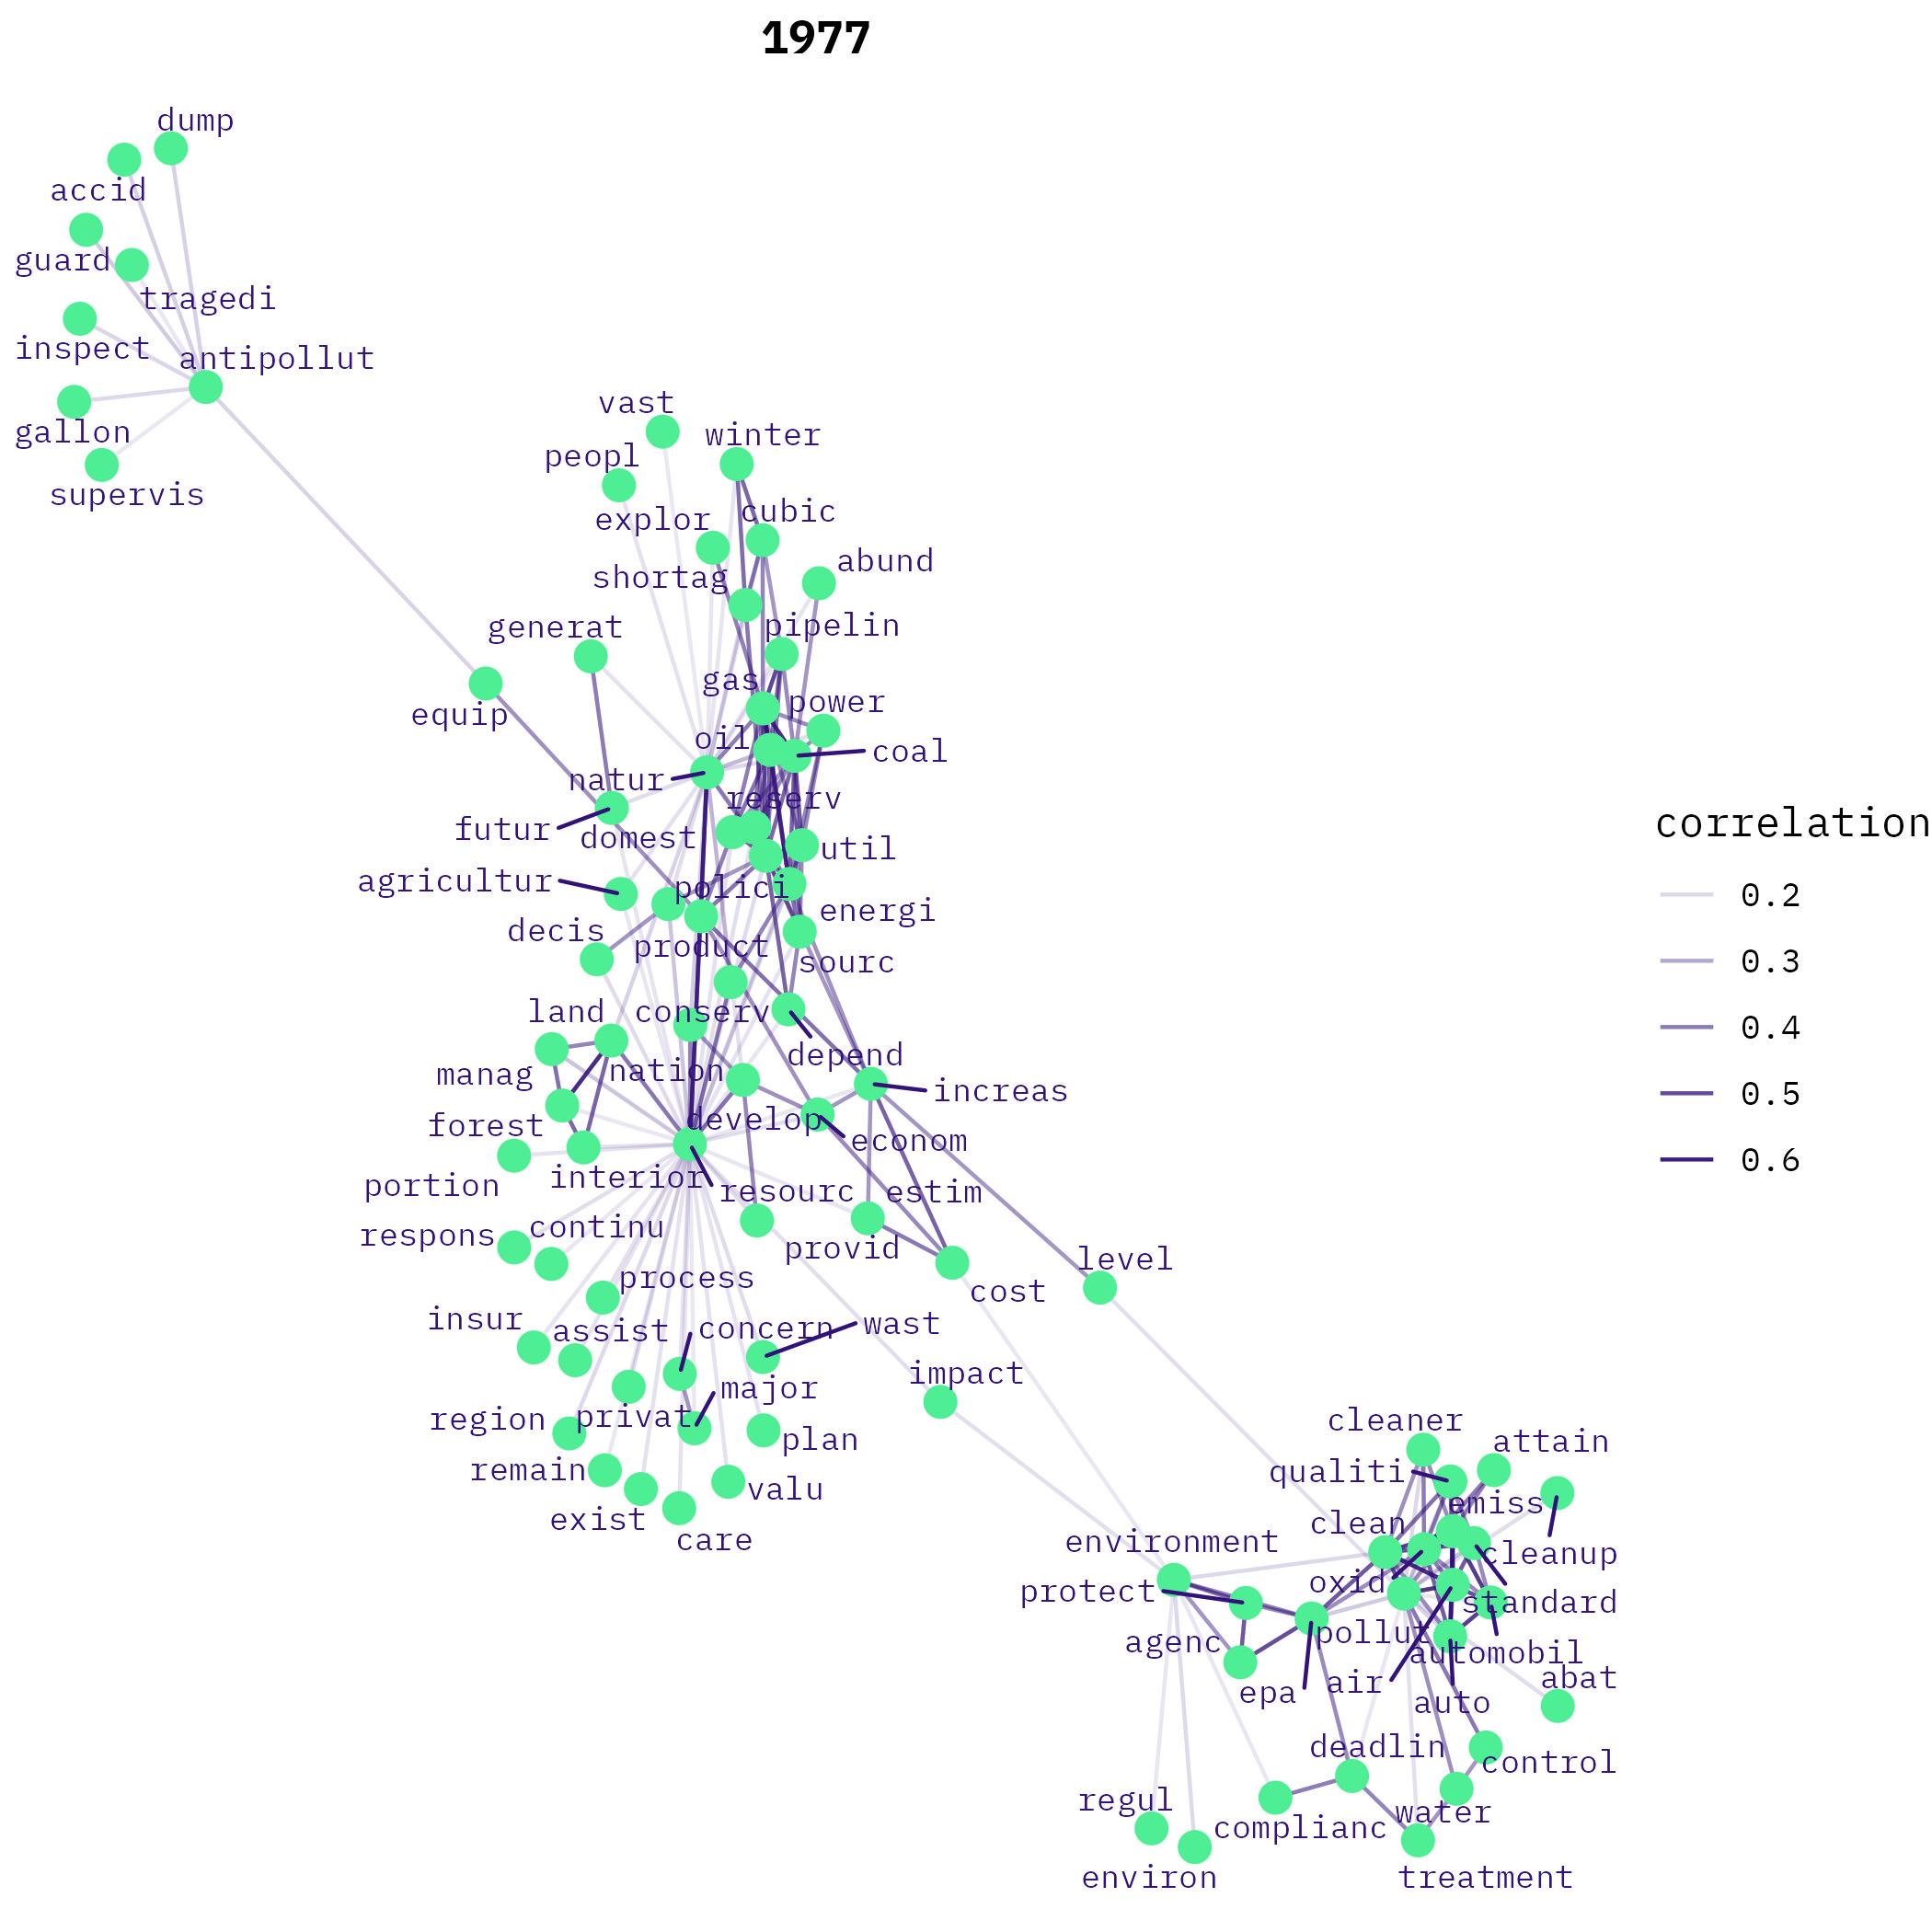 1977
dump
accid
guard
tragedi
inspect
antipollut
gallon
supervis
vast
winter
peopl
explor
cubic
abund
shortag
generat
pipelin
gas
power
equip
oil
coal
natur
reserv
futur
domest
util
correlation
0.2
0.3
0.4
0.5
0.6
agricultur
polici
energi
decis
product
sourc
land
conserv
depend
manag
nation
increas
forest
develop
econom
portion
interior
resourc
estim
respons
continu
provid
level
process
cost
insur
assist
concern
wast
impact
major
region
privat
plan
remain
valu
exist
care
cleaner
attain
qualiti
emiss
clean
environment
cleanup
protect
oxid
standard
agenc
pollut
automobil
epa
air
abat
auto
deadlin
control
regul
water
complianc
environ
treatment